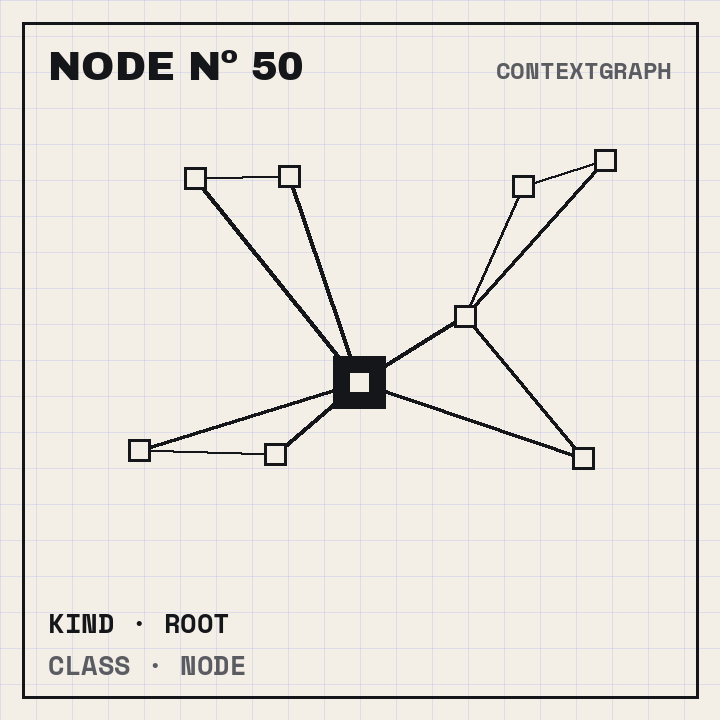 NODE Nº 50
CONTEXTGRAPH
KIND · ROOT
CLASS · NODE